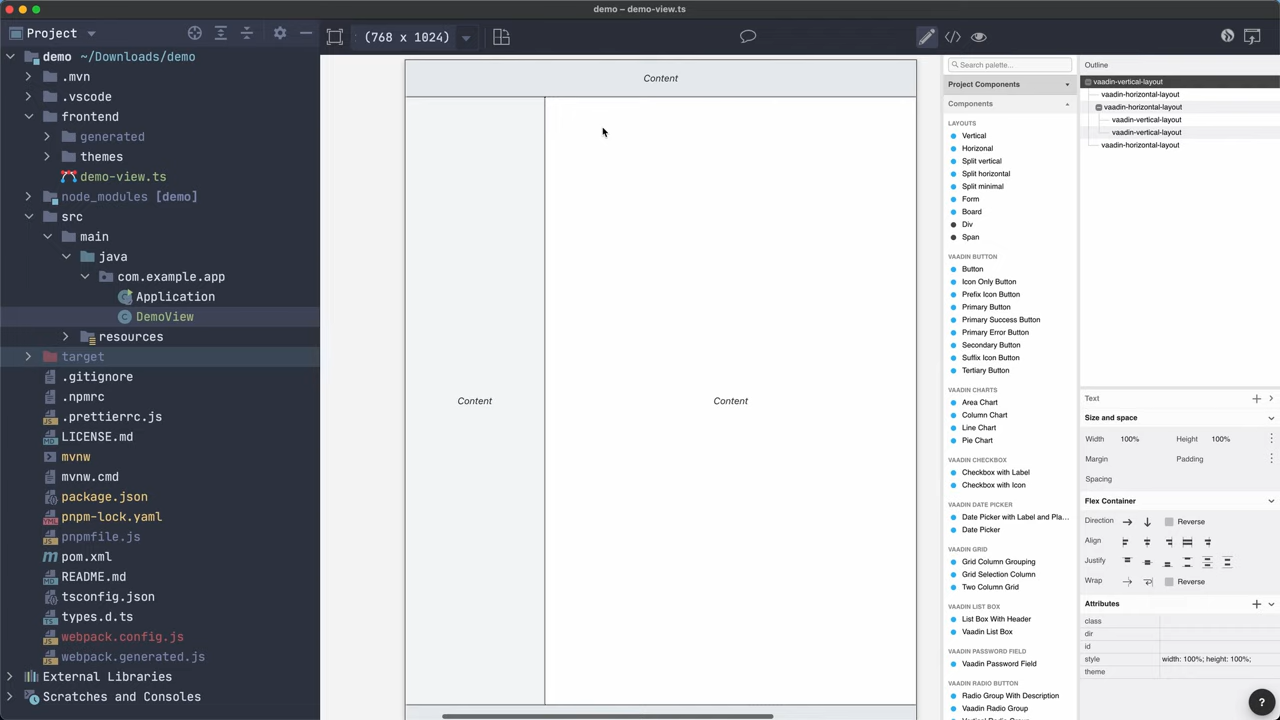 demo – demo-view.ts
Project
(768 x 1024)
demo ~/Downloads/demo
.mvn
.vscode
frontend
generated
themes
demo-view.ts
node_modules [demo]
src
main
java
com.example.app
Application
DemoView
resources
target
.gitignore
.npmrc
.prettierrc.js
LICENSE.md
mvnw
mvnw.cmd
package.json
pnpm-lock.yaml
pnpmfile.js
pom.xml
README.md
tsconfig.json
types.d.ts
webpack.config.js
webpack.generated.js
External Libraries
Scratches and Consoles
Content
Content
Content
Search palette...
Project Components
Components
LAYOUTS
Vertical
Horizonal
Split vertical
Split horizontal
Split minimal
Form
Board
Div
Span
VAADIN BUTTON
Button
Icon Only Button
Prefix Icon Button
Primary Button
Primary Success Button
Primary Error Button
Secondary Button
Suffix Icon Button
Tertiary Button
VAADIN CHARTS
Area Chart
Column Chart
Line Chart
Pie Chart
VAADIN CHECKBOX
Checkbox with Label
Checkbox with Icon
VAADIN DATE PICKER
Date Picker with Label and Pla...
Date Picker
VAADIN GRID
Grid Column Grouping
Grid Selection Column
Two Column Grid
VAADIN LIST BOX
List Box With Header
Vaadin List Box
VAADIN PASSWORD FIELD
Vaadin Password Field
VAADIN RADIO BUTTON
Radio Group With Description
Vaadin Radio Group
Outline
vaadin-vertical-layout
vaadin-horizontal-layout
vaadin-horizontal-layout
vaadin-vertical-layout
vaadin-vertical-layout
vaadin-horizontal-layout
Text
Size and space
Width 100% Height 100%
Margin Padding
Spacing
Flex Container
Direction Reverse
Align
Justify
Wrap Reverse
Attributes
class
dir
id
style width: 100%; height: 100%;
theme
?